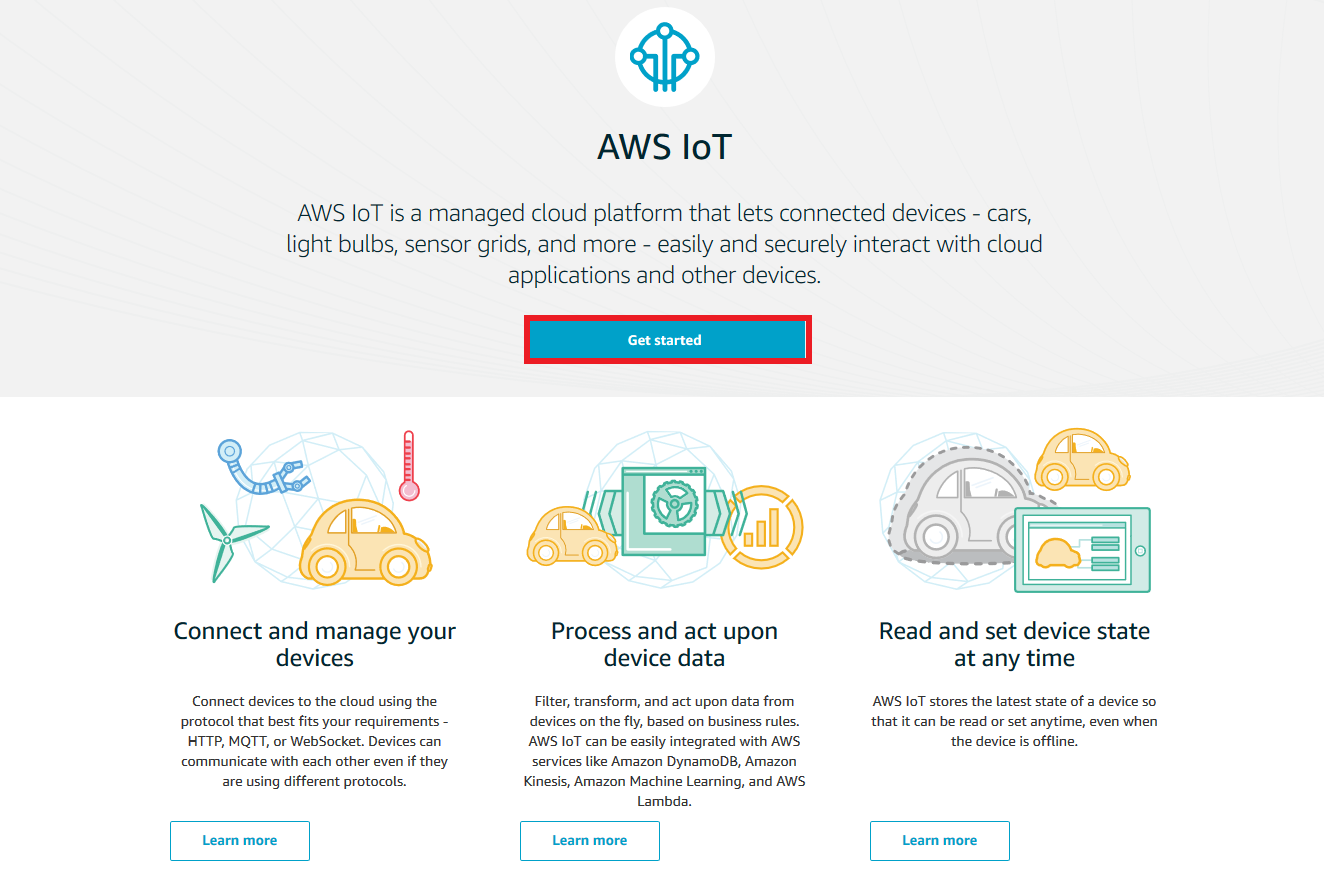 AWS IoT
AWS IoT is a managed cloud platform that lets connected devices - cars,
light bulbs, sensor grids, and more - easily and securely interact with cloud
applications and other devices.
Get started
Connect and manage your
devices
Connect devices to the cloud using the
protocol that best fits your requirements -
HTTP, MQTT, or WebSocket. Devices can
communicate with each other even if they
are using different protocols.
Learn more
Process and act upon
device data
Filter, transform, and act upon data from
devices on the fly, based on business rules.
AWS IoT can be easily integrated with AWS
services like Amazon DynamoDB, Amazon
Kinesis, Amazon Machine Learning, and AWS
Lambda.
Learn more
Read and set device state
at any time
AWS IoT stores the latest state of a device so
that it can be read or set anytime, even when
the device is offline.
Learn more